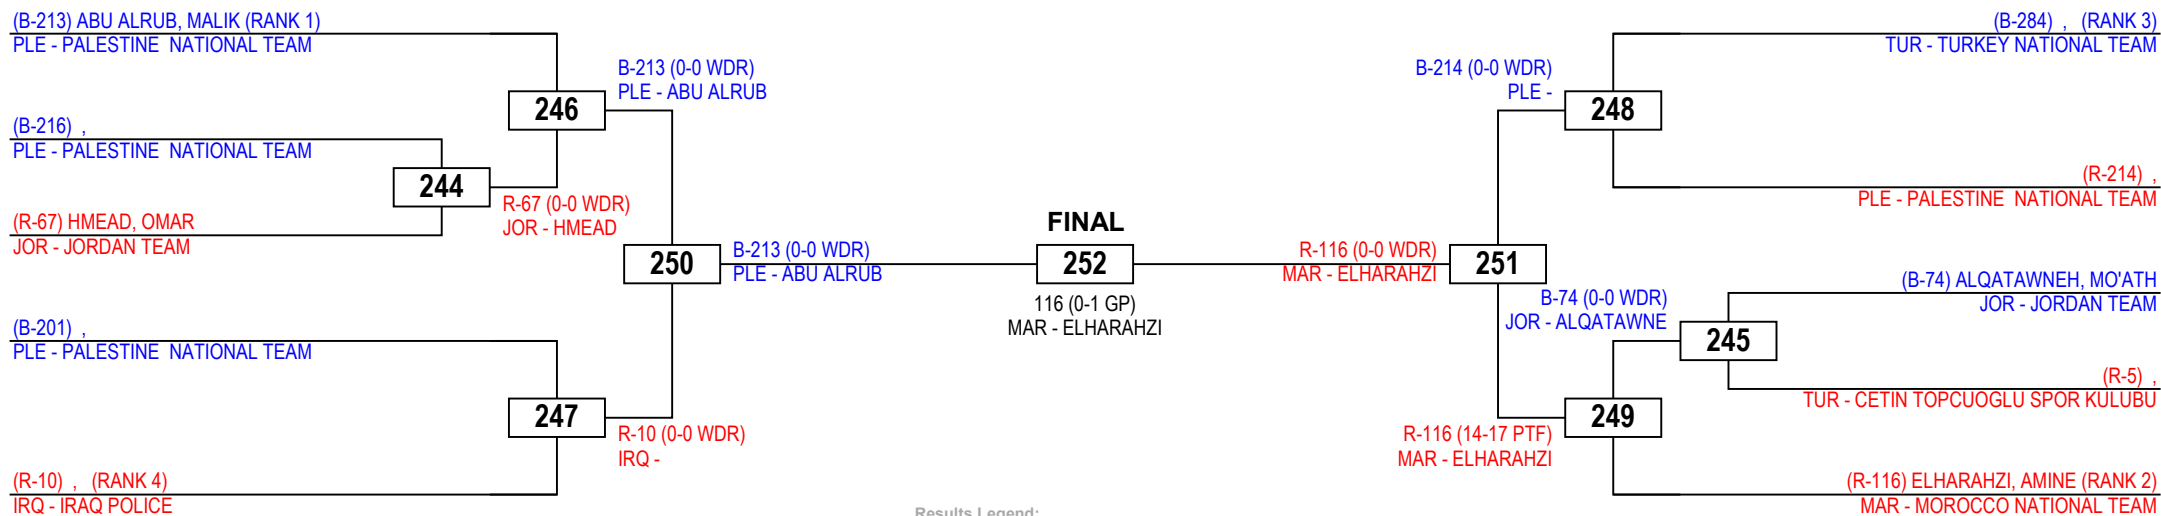 (B-213) ABU ALRUB, MALIK (RANK 1)
PLE - PALESTINE  NATIONAL TEAM
(B-216)  ,
PLE - PALESTINE  NATIONAL TEAM
(R-67) HMEAD, OMAR
JOR - JORDAN TEAM
(B-201)  ,
PLE - PALESTINE  NATIONAL TEAM
(R-10)  ,   (RANK 4)
IRQ - IRAQ POLICE
244
246
B-213 (0-0 WDR)
PLE - ABU ALRUB
R-67 (0-0 WDR)
JOR - HMEAD
247
R-10 (0-0 WDR)
IRQ -
250
B-213 (0-0 WDR)
PLE - ABU ALRUB
FINAL
252
116 (0-1 GP)
MAR - ELHARAHZI
R-116 (0-0 WDR)
MAR - ELHARAHZI
251
B-214 (0-0 WDR)
PLE -
248
B-74 (0-0 WDR)
JOR - ALQATAWNE
245
R-116 (14-17 PTF)
MAR - ELHARAHZI
249
(B-284)  ,   (RANK 3)
TUR - TURKEY NATIONAL TEAM
(R-214)  ,
PLE - PALESTINE  NATIONAL TEAM
(B-74) ALQATAWNEH, MO'ATH
JOR - JORDAN TEAM
(R-5)  ,
TUR - CETIN TOPCUOGLU SPOR KULUBU
(R-116) ELHARAHZI, AMINE (RANK 2)
MAR - MOROCCO NATIONAL TEAM
Results Legend: